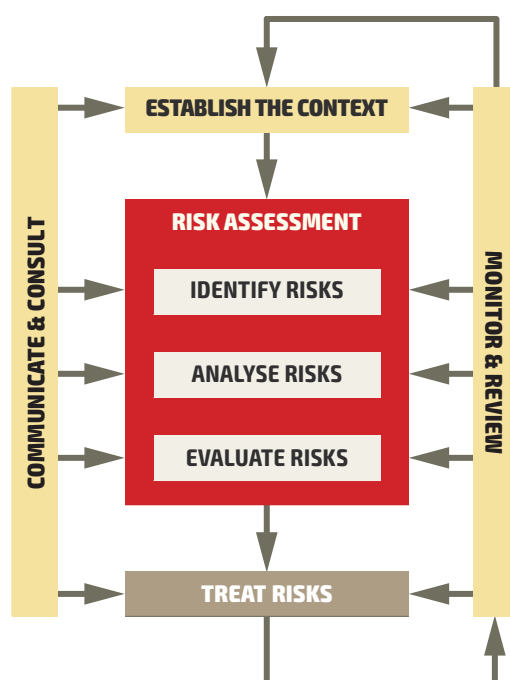 ESTABLISH THE CONTEXT
RISK ASSESSMENT
IDENTIFY RISKS
ANALYSE RISKS
EVALUATE RISKS
TREAT RISKS
COMMUNICATE & CONSULT
MONITOR & REVIEW